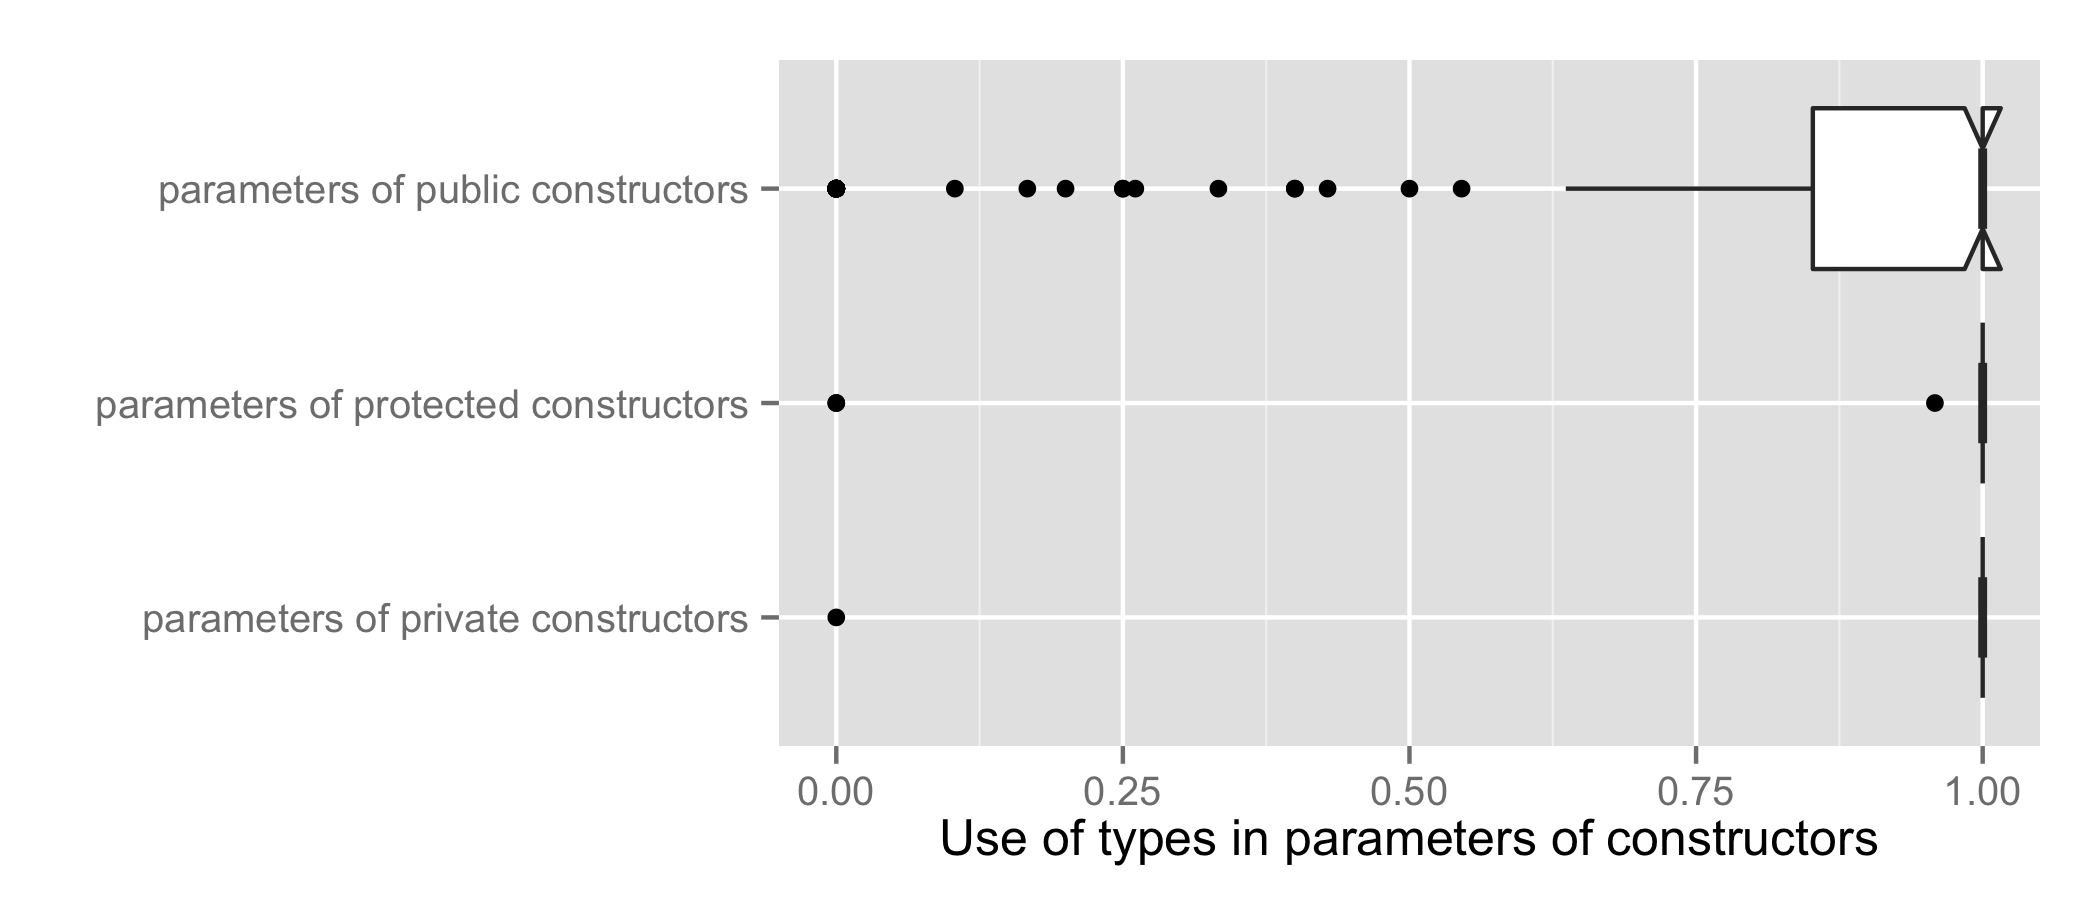 parameters of public constructors
parameters of protected constructors
parameters of private constructors
0.00 0.25 0.50 0.75 1.00
Use of types in parameters of constructors